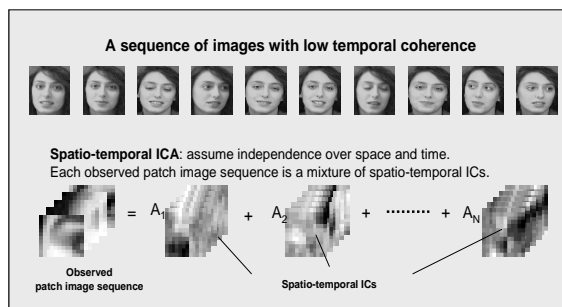 A sequence of images with low temporal coherence
Spatio-temporal ICA: assume independence over space and time.
Each observed patch image sequence is a mixture of spatio-temporal ICs.
= A1 + A2 + ········· + AN
Observed
patch image sequence
Spatio-temporal ICs